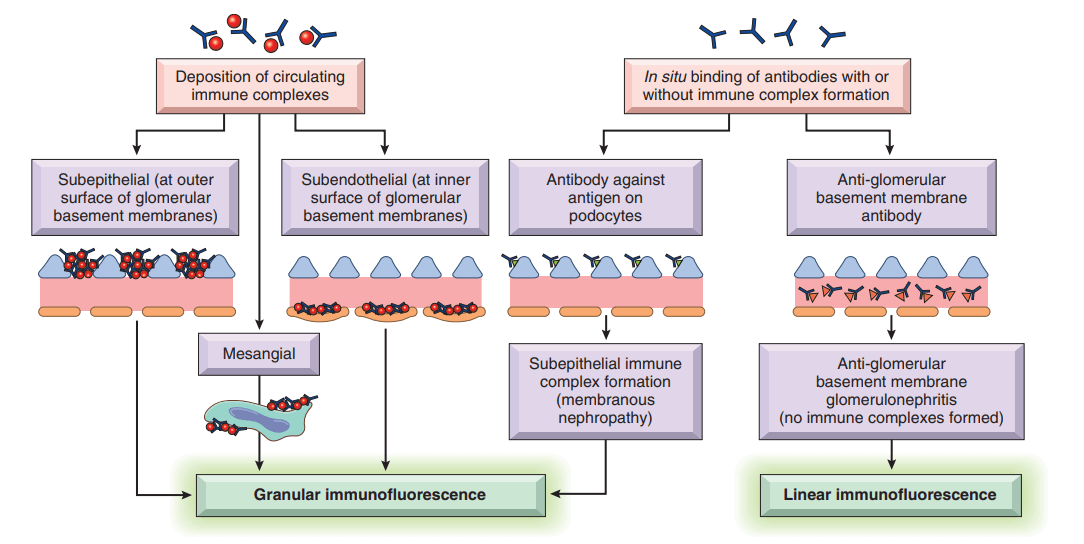 Deposition of circulating
immune complexes
In situ binding of antibodies with or
without immune complex formation
Subepithelial (at outer
surface of glomerular
basement membranes)
Subendothelial (at inner
surface of glomerular
basement membranes)
Antibody against
antigen on
podocytes
Anti-glomerular
basement membrane
antibody
Mesangial
Subepithelial immune
complex formation
(membranous
nephropathy)
Anti-glomerular
basement membrane
glomerulonephritis
(no immune complexes formed)
Granular immunofluorescence
Linear immunofluorescence